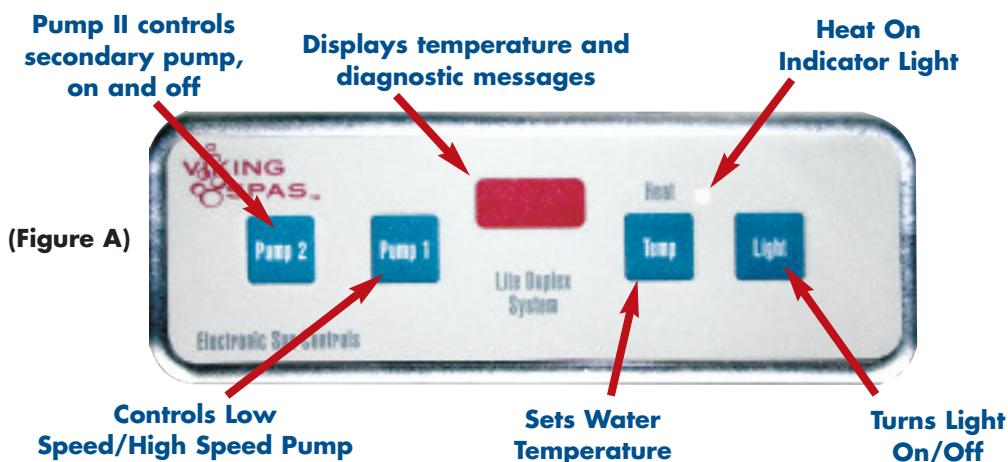 Pump II controls
secondary pump,
on and off
Displays temperature and
diagnostic messages
Heat On
Indicator Light
(Figure A)
VIKING
SPAS™
Heat
Pump 2
Pump 1
Temp
Light
Lite Duplex
System
Electronic Spa Controls
Controls Low
Speed/High Speed Pump
Sets Water
Temperature
Turns Light
On/Off